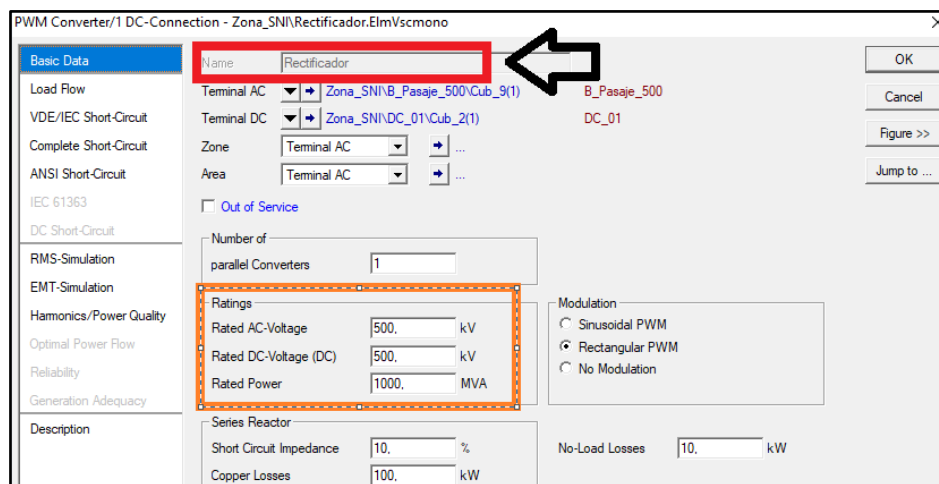 PWM Converter/1 DC-Connection - Zona_SNI\Rectificador.ElmVscmono
Basic Data
Load Flow
VDE/IEC Short-Circuit
Complete Short-Circuit
ANSI Short-Circuit
IEC 61363
DC Short-Circuit
RMS-Simulation
EMT-Simulation
Harmonics/Power Quality
Optimal Power Flow
Reliability
Generation Adequacy
Description
Name Rectificador
Terminal AC Zona_SNI\B_Pasaje_500\Cub_9(1) B_Pasaje_500
Terminal DC Zona_SNI\DC_01\Cub_2(1) DC_01
Zone Terminal AC ...
Area Terminal AC ...
Out of Service
Number of
parallel Converters 1
Ratings
Rated AC-Voltage 500, kV
Rated DC-Voltage (DC) 500, kV
Rated Power 1000, MVA
Modulation
Sinusoidal PWM
Rectangular PWM
No Modulation
Series Reactor
Short Circuit Impedance 10, %
Copper Losses 100, kW
No-Load Losses 10, kW
OK
Cancel
Figure >>
Jump to ...